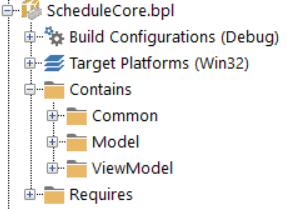 ScheduleCore.bpl
Build Configurations (Debug)
Target Platforms (Win32)
Contains
Common
Model
ViewModel
Requires